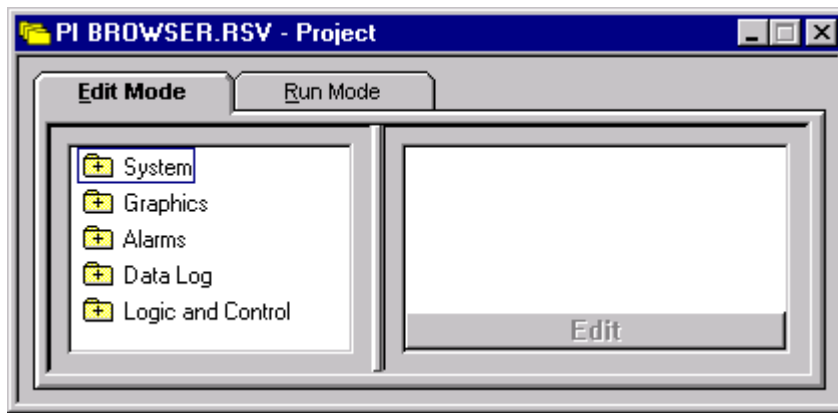 PI BROWSER.RSV - Project
Edit Mode Run Mode
System
Graphics
Alarms
Data Log
Logic and Control
Edit